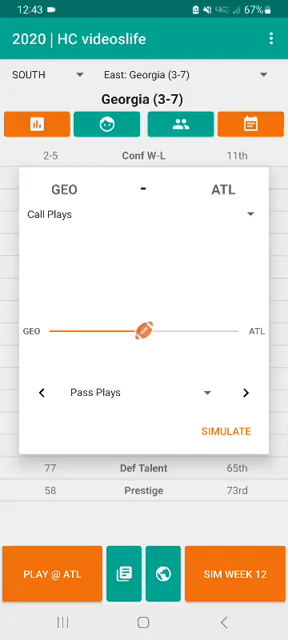 12:43 67%
2020 | HC videoslife
SOUTH East: Georgia (3-7)
Georgia (3-7)
2-5 Conf W-L 11th
GEO - ATL
Call Plays
GEO ATL
Pass Plays
SIMULATE
77 Def Talent 65th
58 Prestige 73rd
PLAY @ ATL SIM WEEK 12